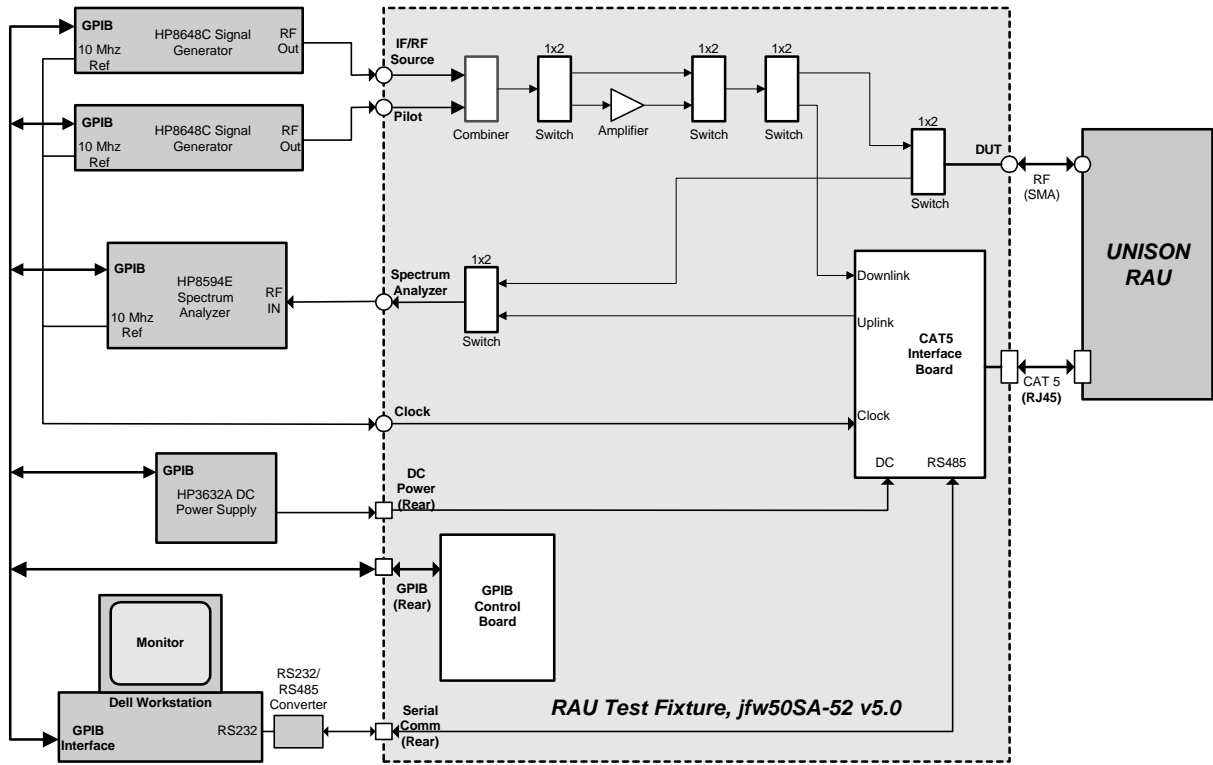 GPIB
HP8648C Signal
Generator
RF
Out
10 Mhz
Ref
GPIB
HP8648C Signal
Generator
RF
Out
10 Mhz
Ref
GPIB
HP8594E
Spectrum
Analyzer
RF
IN
10 Mhz
Ref
GPIB
HP3632A DC
Power Supply
Monitor
Dell Workstation
GPIB
Interface
RS232
RS232/
RS485
Converter
IF/RF
Source
Pilot
Combiner
1x2
Switch
Amplifier
1x2
Switch
1x2
Switch
1x2
Switch
DUT
RF
(SMA)
UNISON
RAU
Spectrum
Analyzer
1x2
Switch
Downlink
Uplink
CAT5
Interface
Board
Clock
DC
RS485
CAT 5
(RJ45)
Clock
DC
Power
(Rear)
GPIB
(Rear)
GPIB
Control
Board
Serial
Comm
(Rear)
RAU Test Fixture, jfw50SA-52 v5.0